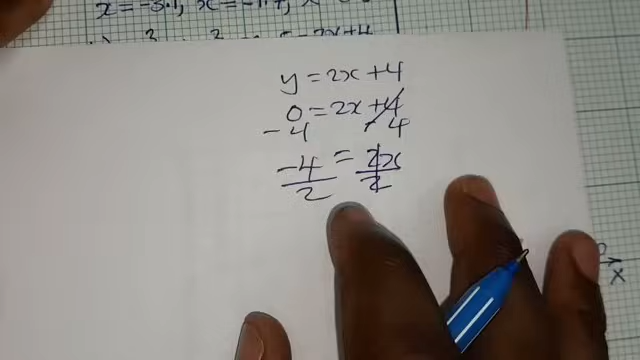 y = 2x + 4
0 = 2x + 4
- 4 - 4
-4 = 2x
2 2
x